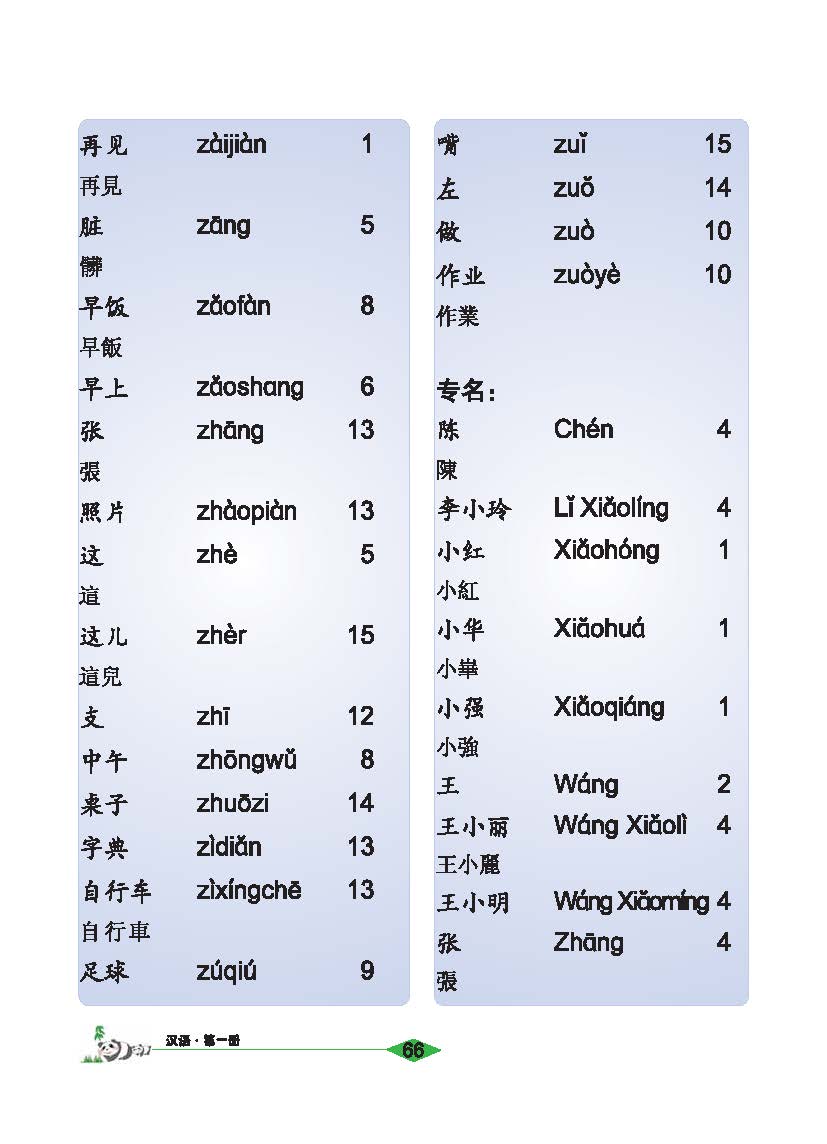 再见 zàijiàn 1
再見
脏 zāng 5
髒
早饭 zǎofàn 8
早飯
早上 zǎoshang 6
张 zhāng 13
張
照片 zhàopiàn 13
这 zhè 5
這
这儿 zhèr 15
這兒
支 zhī 12
中午 zhōngwǔ 8
桌子 zhuōzi 14
字典 zìdiǎn 13
自行车 zìxíngchē 13
自行車
足球 zúqiú 9
嘴 zuǐ 15
左 zuǒ 14
做 zuò 10
作业 zuòyè 10
作業
专名：
陈 Chén 4
陳
李小玲 Lǐ Xiǎolíng 4
小红 Xiǎohóng 1
小紅
小华 Xiǎohuá 1
小華
小强 Xiǎoqiáng 1
小強
王 Wáng 2
王小丽 Wáng Xiǎolì 4
王小麗
王小明 Wáng Xiǎomíng 4
张 Zhāng 4
張
汉语·第一册
66